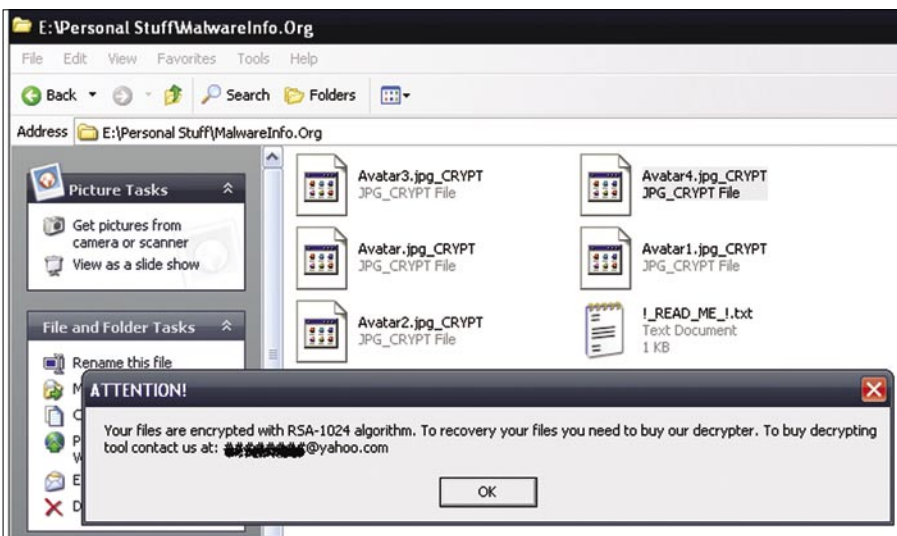 E:\Personal Stuff\MalwareInfo.Org
File Edit View Favorites Tools Help
Back Search Folders
Address E:\Personal Stuff\MalwareInfo.Org
Picture Tasks
Get pictures from
camera or scanner
View as a slide show
File and Folder Tasks
Rename this file
Avatar3.jpg_CRYPT
JPG_CRYPT File
Avatar4.jpg_CRYPT
JPG_CRYPT File
Avatar.jpg_CRYPT
JPG_CRYPT File
Avatar1.jpg_CRYPT
JPG_CRYPT File
Avatar2.jpg_CRYPT
JPG_CRYPT File
!_READ_ME_!.txt
Text Document
1 KB
ATTENTION!
Your files are encrypted with RSA-1024 algorithm. To recovery your files you need to buy our decrypter. To buy decrypting
tool contact us at: @yahoo.com
OK